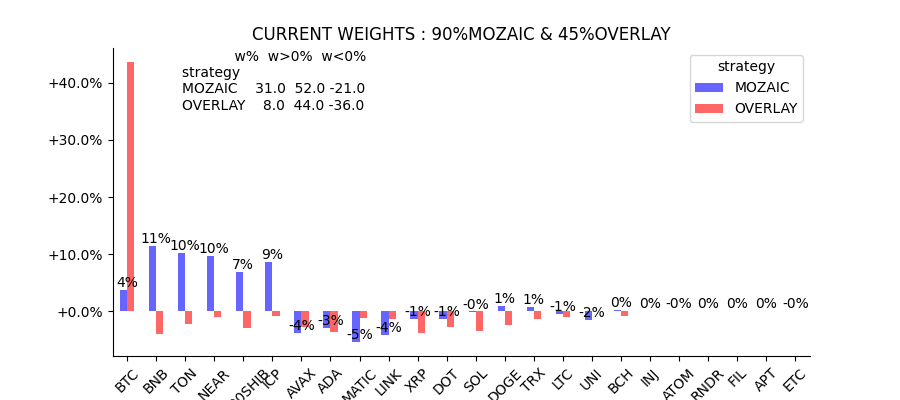 CURRENT WEIGHTS : 90%MOZAIC & 45%OVERLAY
w% w>0% w<0%
strategy
MOZAIC 31.0 52.0 -21.0
OVERLAY 8.0 44.0 -36.0
strategy
MOZAIC
OVERLAY
+40.0%
+30.0%
+20.0%
+10.0%
+0.0%
4% 11% 10% 10% 7% 9% -4% -3% -5% -4% -1% -1% -0% 1% 1% -1% -2% 0% 0% -0% 0% 0% 0% -0%
BTC BNB TON NEAR ICP AVAX ADA MATIC LINK XRP DOT SOL DOGE TRX LTC UNI BCH INJ ATOM RNDR FIL APT ETC